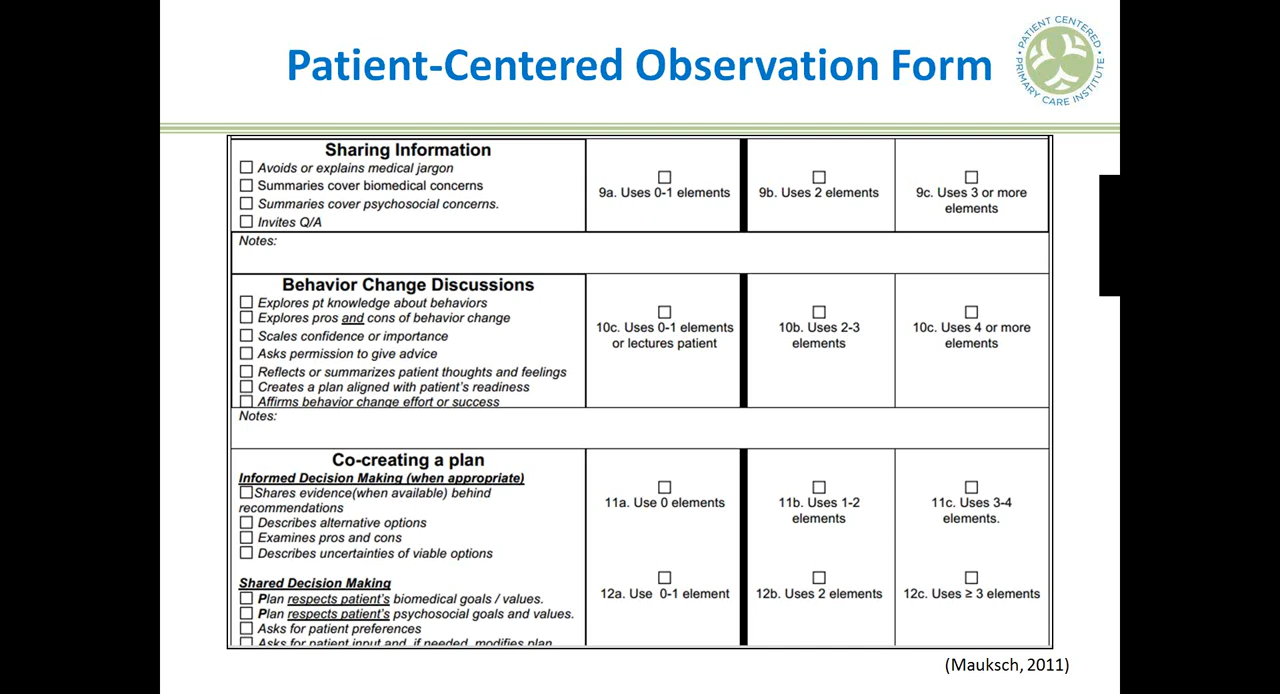 Patient-Centered Observation Form
PATIENT CENTERED
PRIMARY CARE INSTITUTE
Sharing Information
Avoids or explains medical jargon
Summaries cover biomedical concerns
Summaries cover psychosocial concerns.
Invites Q/A
9a. Uses 0-1 elements
9b. Uses 2 elements
9c. Uses 3 or more
elements
Notes:
Behavior Change Discussions
Explores pt knowledge about behaviors
Explores pros and cons of behavior change
Scales confidence or importance
Asks permission to give advice
Reflects or summarizes patient thoughts and feelings
Creates a plan aligned with patient's readiness
Affirms behavior change effort or success
10c. Uses 0-1 elements
or lectures patient
10b. Uses 2-3
elements
10c. Uses 4 or more
elements
Notes:
Co-creating a plan
Informed Decision Making (when appropriate)
Shares evidence(when available) behind
recommendations
Describes alternative options
Examines pros and cons
Describes uncertainties of viable options
11a. Use 0 elements
11b. Uses 1-2
elements
11c. Uses 3-4
elements.
Shared Decision Making
Plan respects patient's biomedical goals / values.
Plan respects patient's psychosocial goals and values.
Asks for patient preferences
Asks for patient input and, if needed, modifies plan
12a. Use 0-1 element
12b. Uses 2 elements
12c. Uses ≥ 3 elements
(Mauksch, 2011)